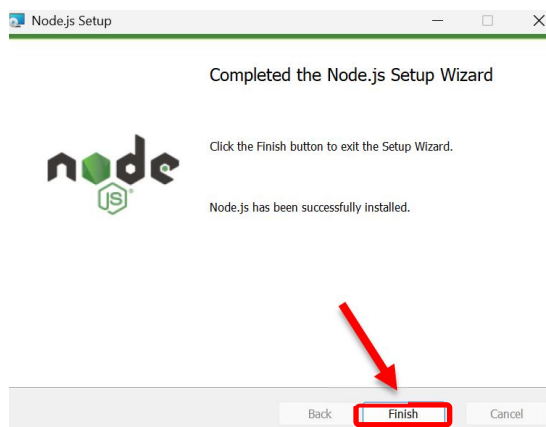 Node.js Setup
Completed the Node.js Setup Wizard
Click the Finish button to exit the Setup Wizard.
node
JS
Node.js has been successfully installed.
Back Finish Cancel